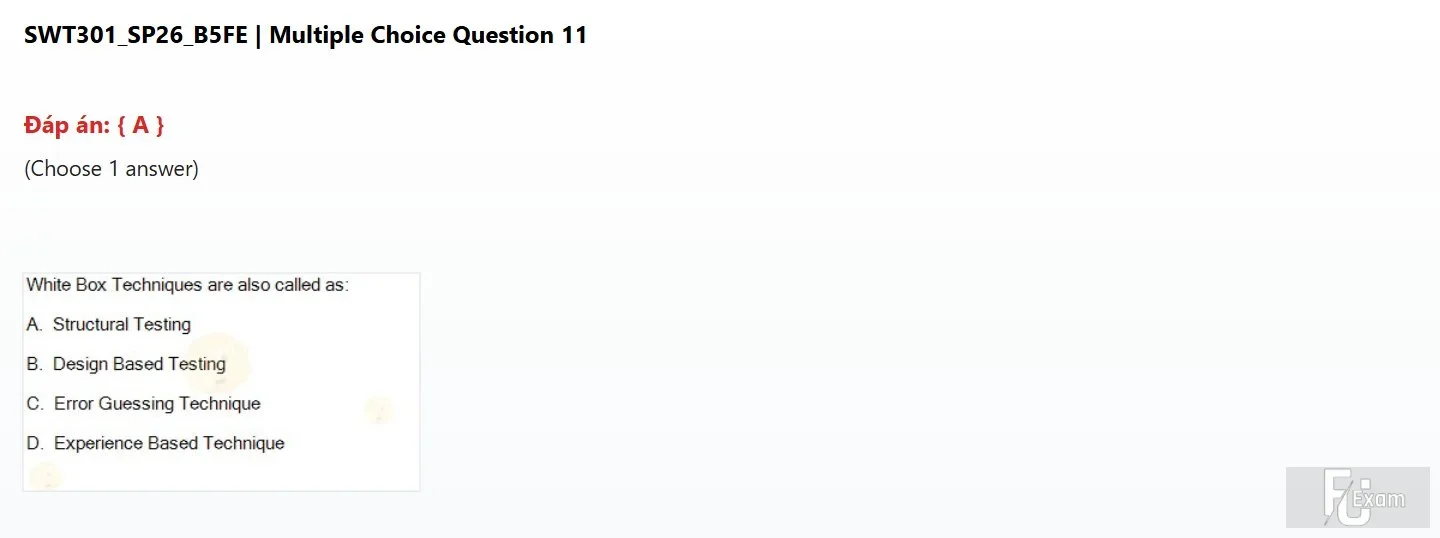 SWT301_SP26_B5FE | Multiple Choice Question 11
Đáp án: { A }
(Choose 1 answer)
White Box Techniques are also called as:
A. Structural Testing
B. Design Based Testing
C. Error Guessing Technique
D. Experience Based Technique
FU Exam